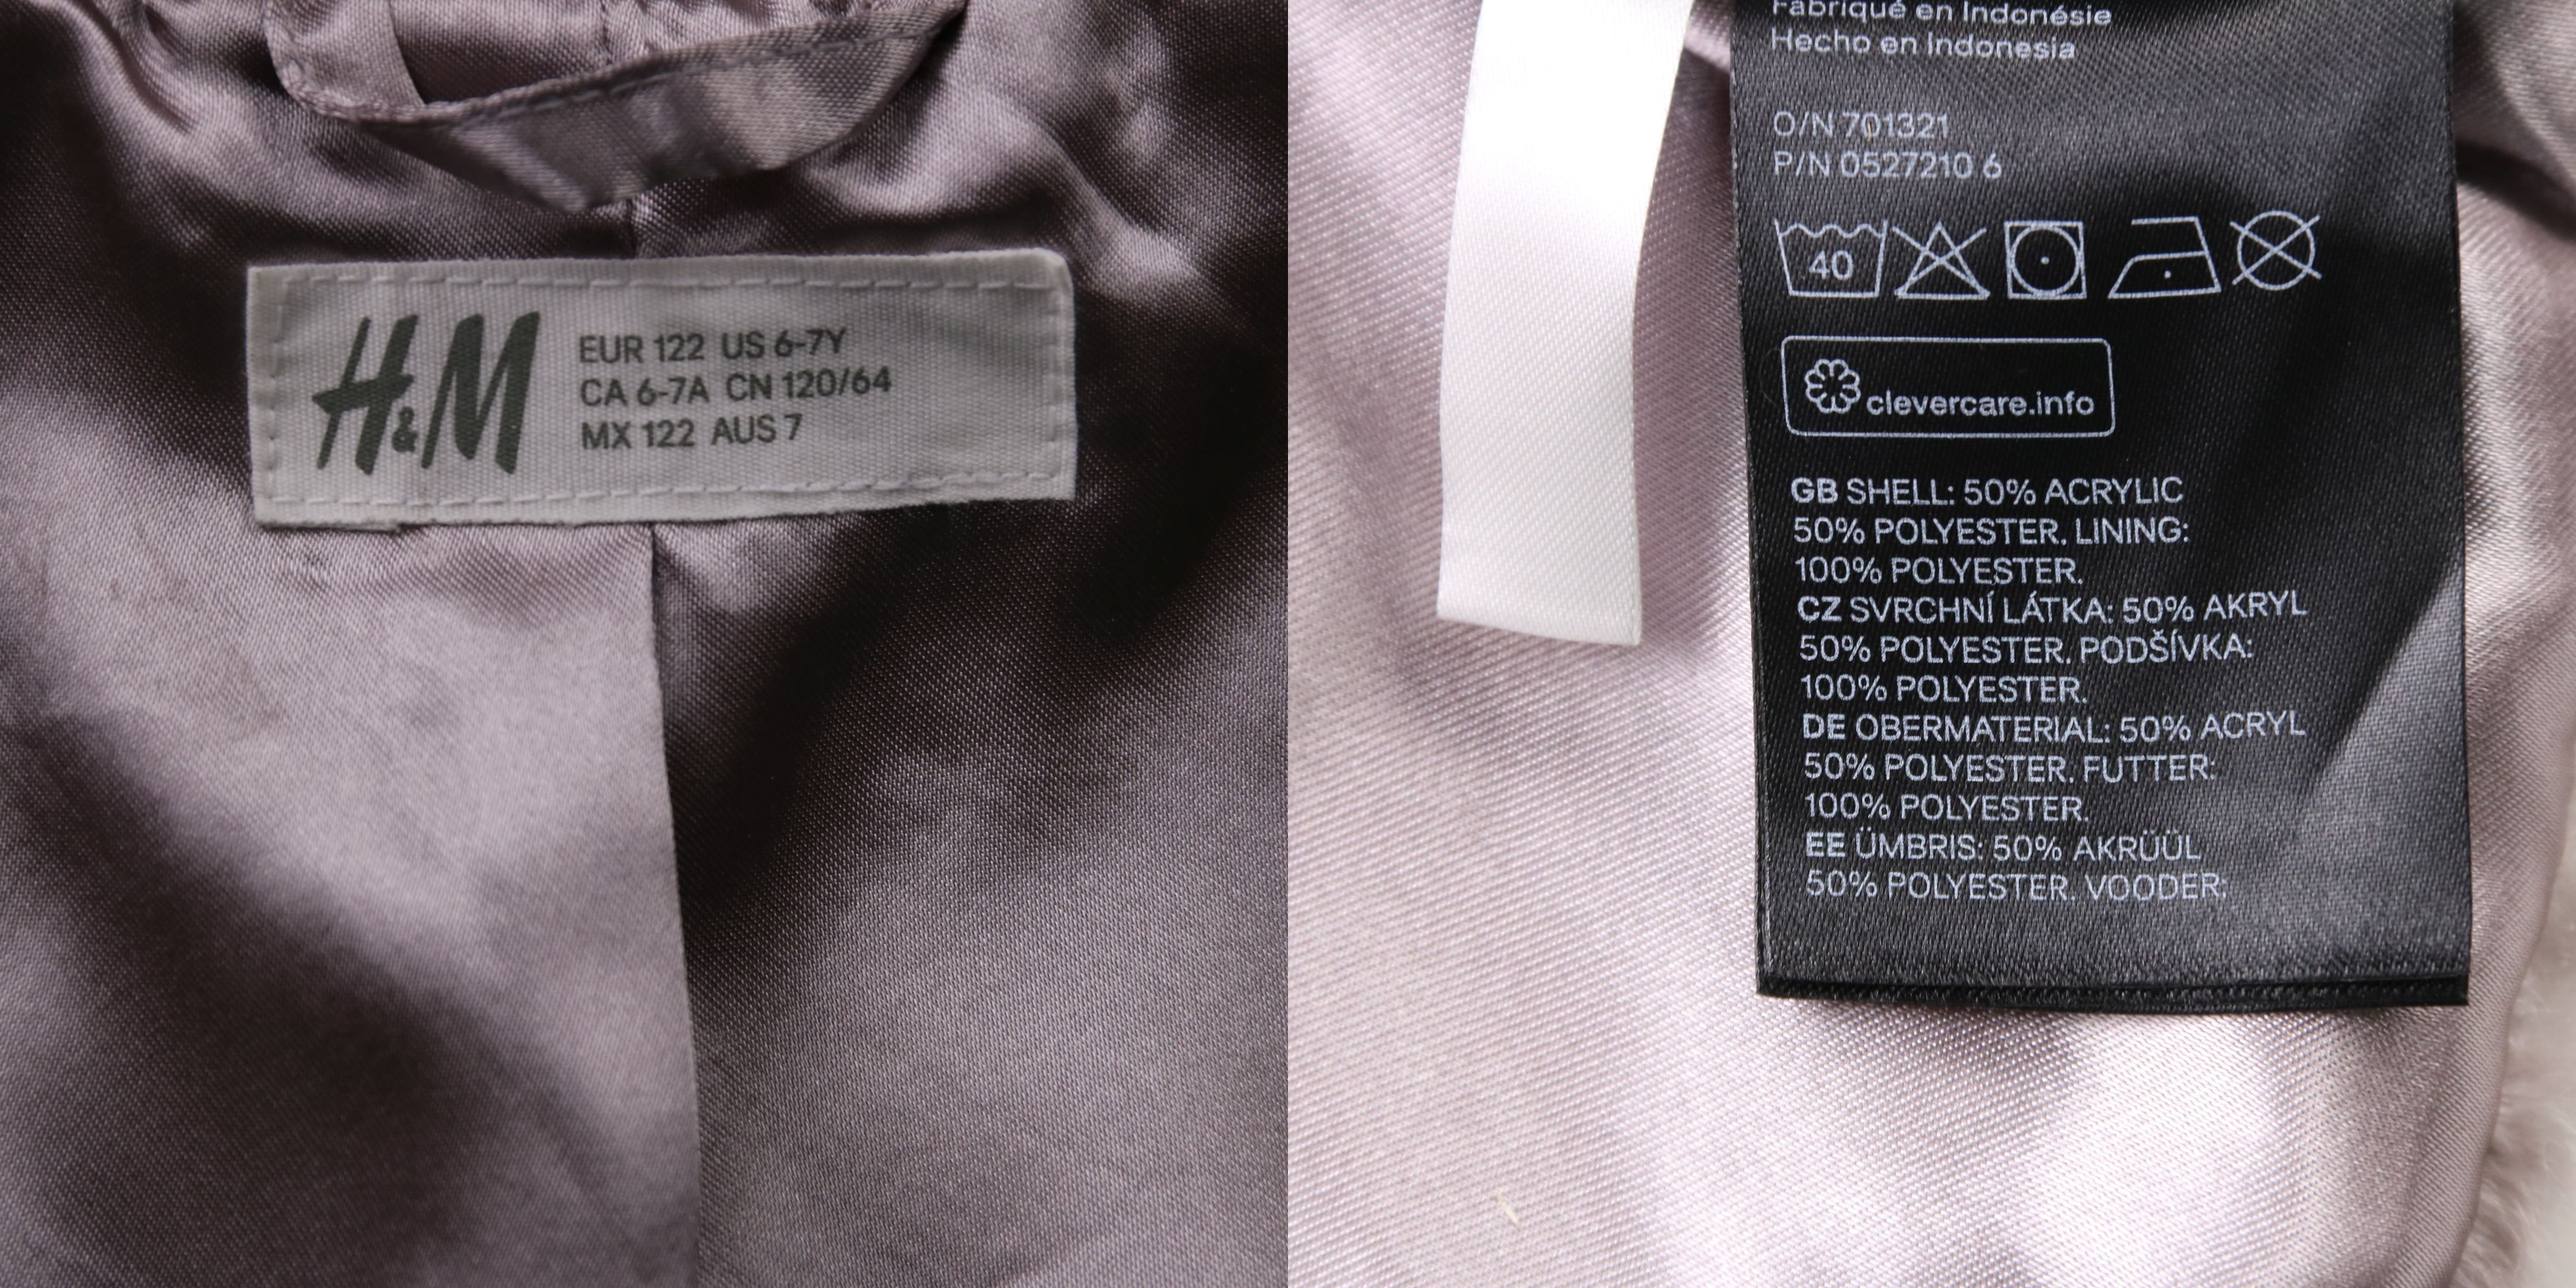 H&M
EUR 122 US 6-7Y
CA 6-7A CN 120/64
MX 122 AUS 7
Fabriqué en Indonésie
Hecho en Indonesia
O/N 701321
P/N 0527210 6
40
clevercare.info
GB SHELL: 50% ACRYLIC
50% POLYESTER. LINING:
100% POLYESTER.
CZ SVRCHNÍ LÁTKA: 50% AKRYL
50% POLYESTER. PODŠÍVKA:
100% POLYESTER.
DE OBERMATERIAL: 50% ACRYL
50% POLYESTER. FUTTER:
100% POLYESTER.
EE ÜMBRIS: 50% AKRÜÜL
50% POLYESTER. VOODER: